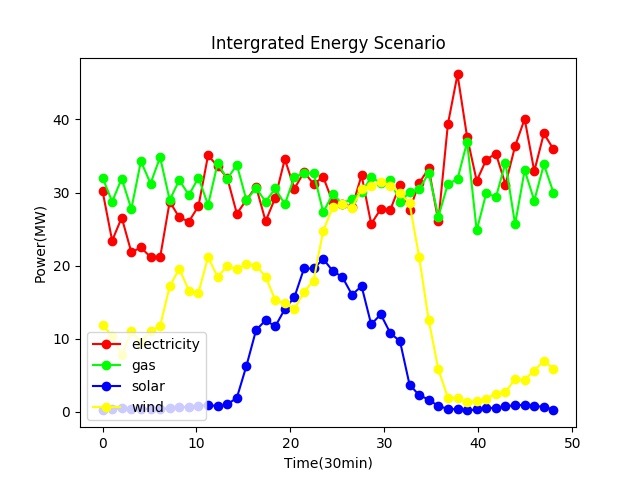 Intergrated Energy Scenario
Power(MW)
40
30
20
10
0
electricity
gas
solar
wind
0 10 20 30 40 50
Time(30min)